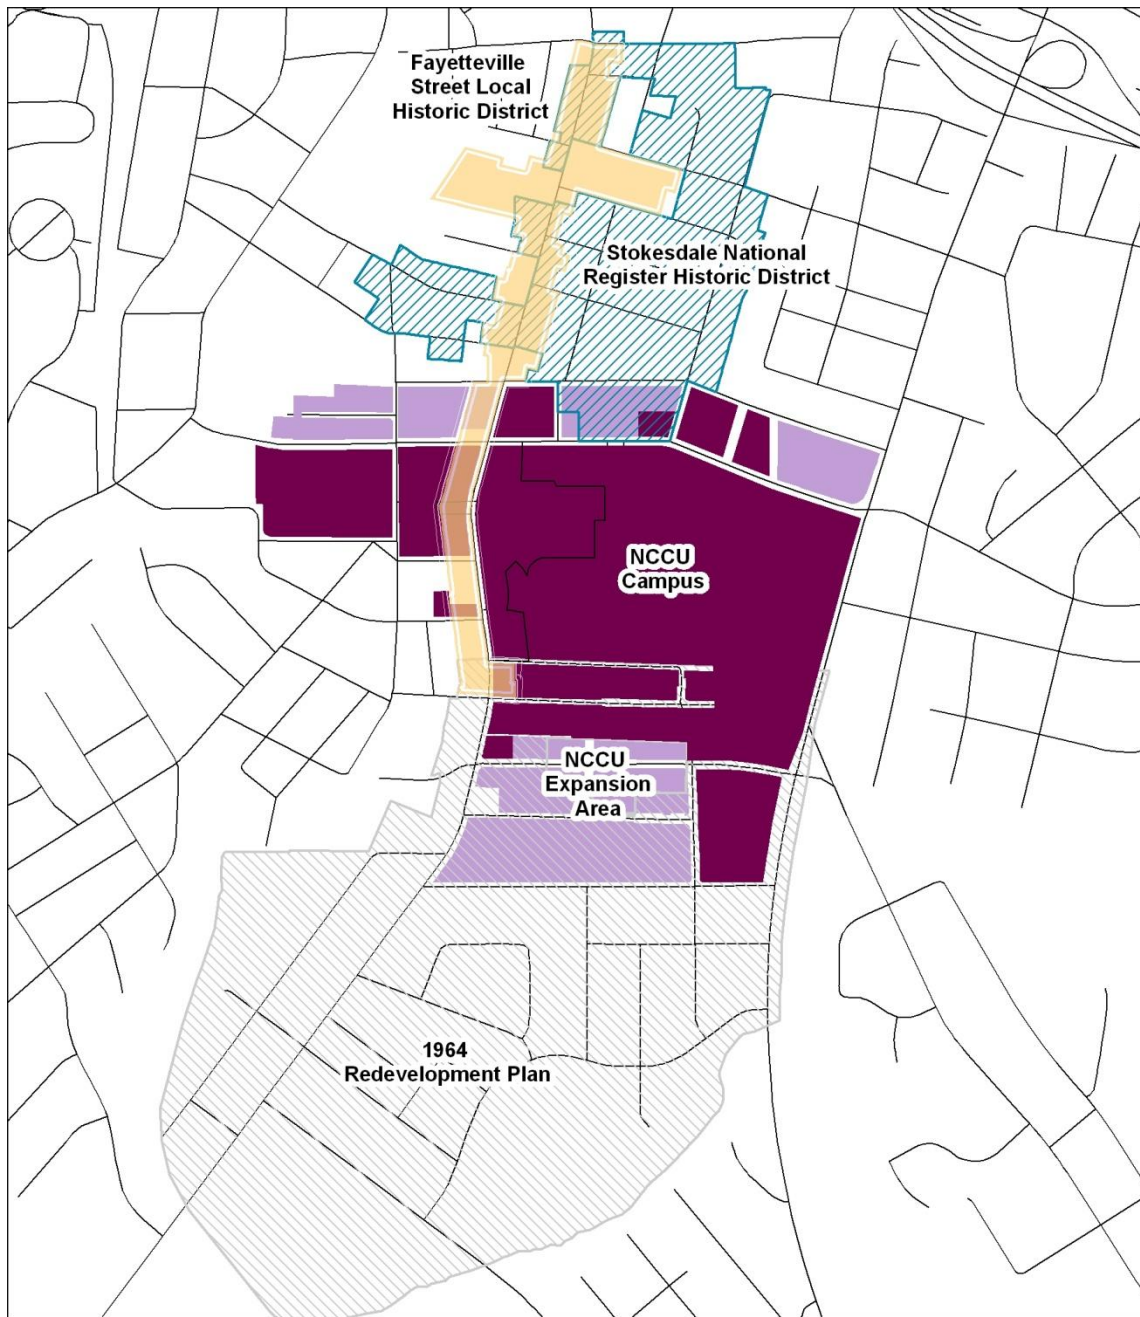 Fayetteville
Street Local
Historic District
Stokesdale National
Register Historic District
NCCU
Campus
NCCU
Expansion
Area
1964
Redevelopment Plan